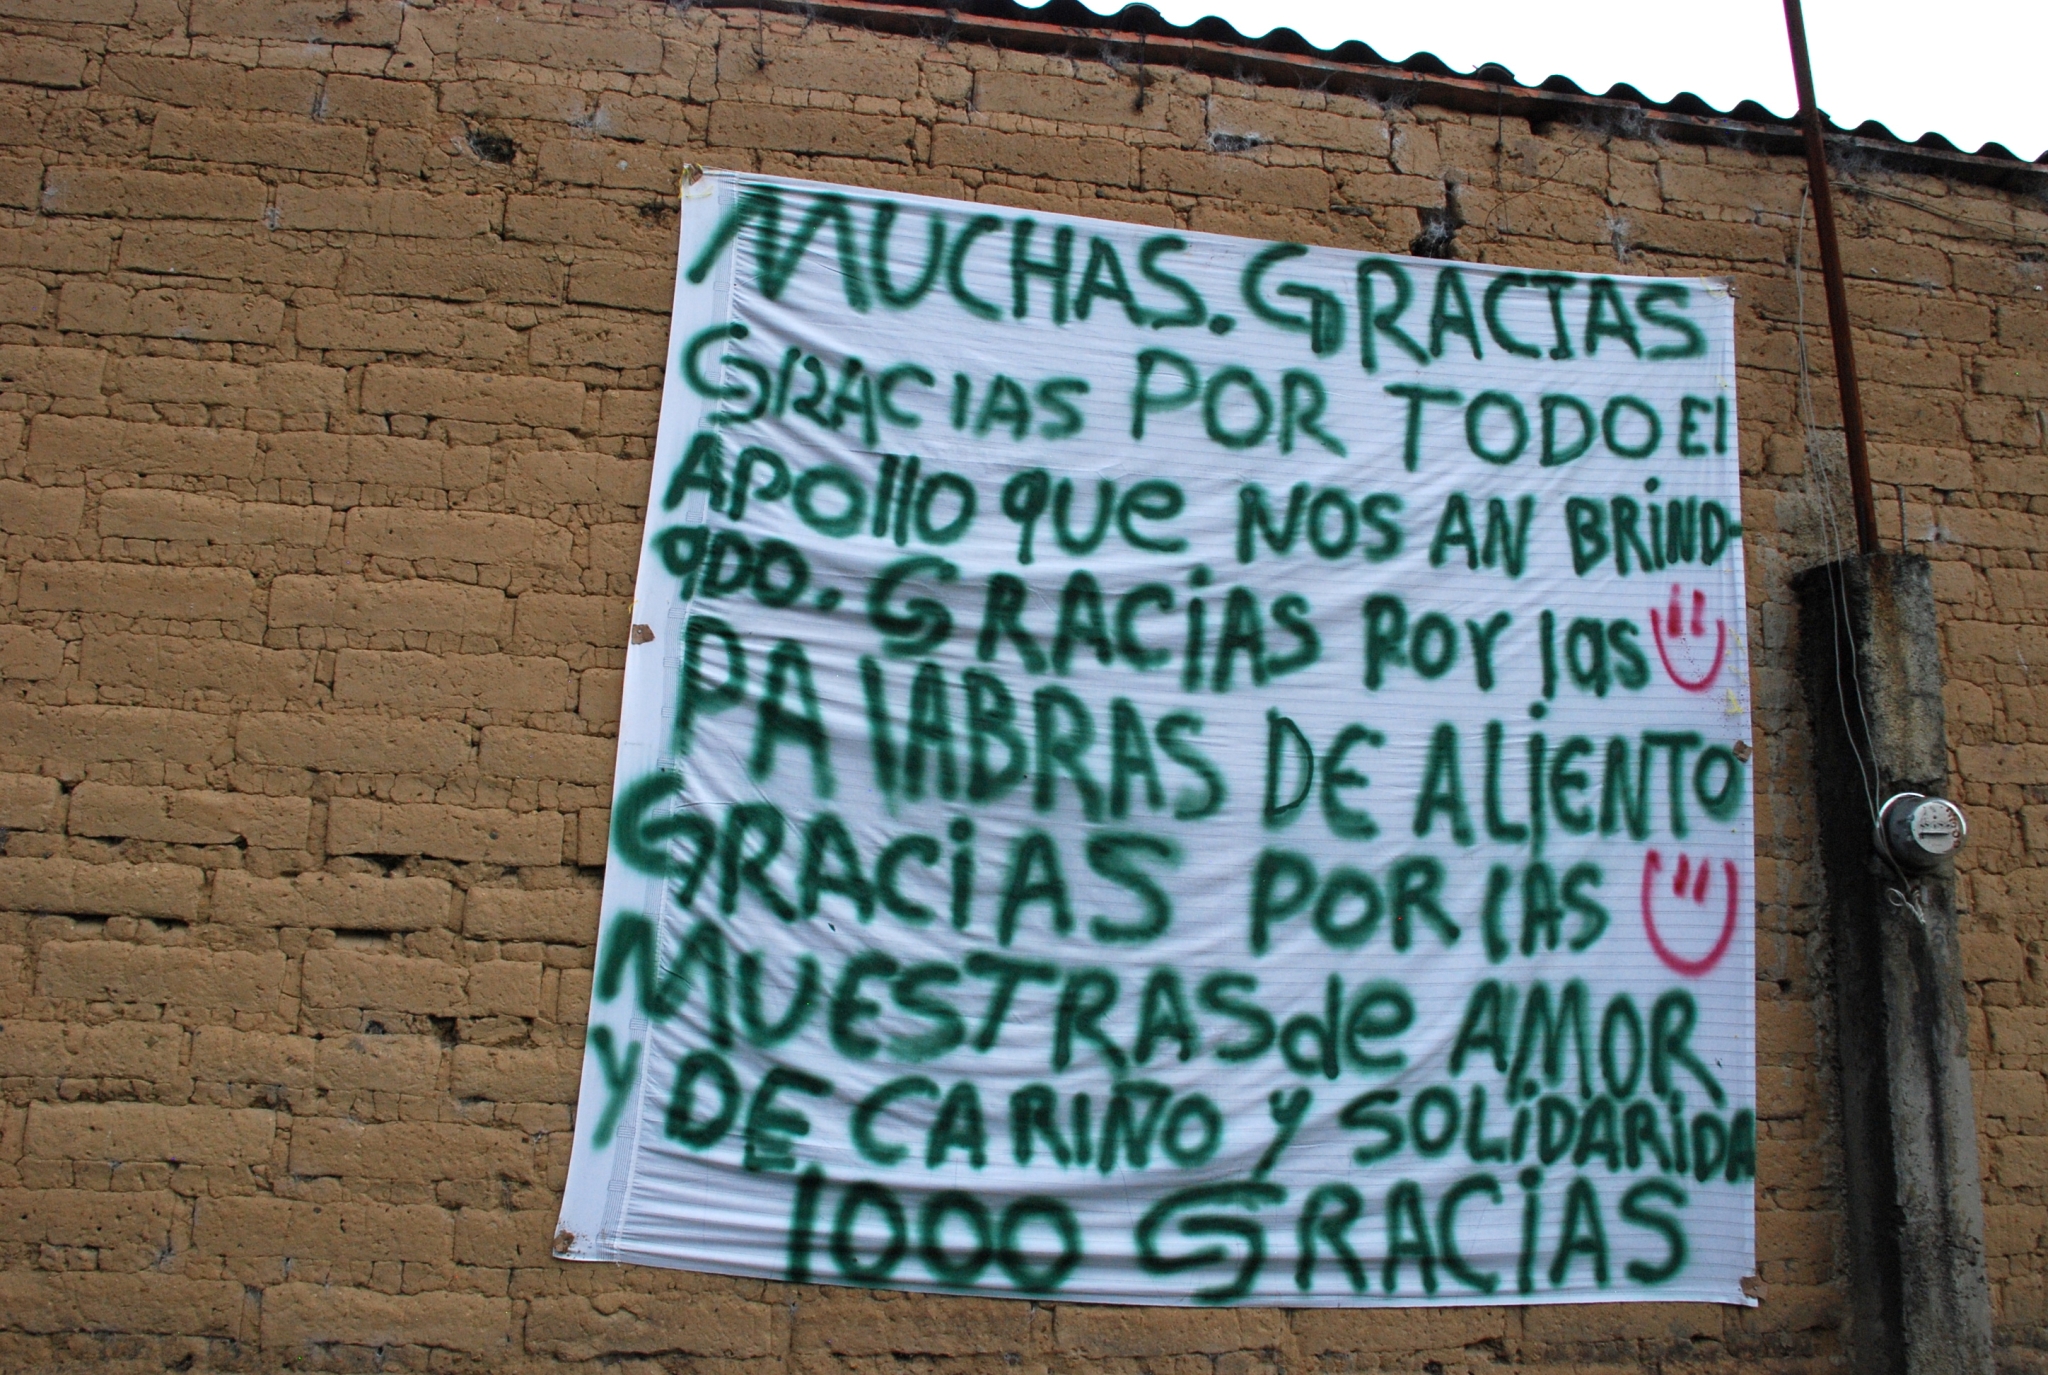 MUCHAS. GRACIAS
GRACIAS POR TODO El
APOllO que NOS AN BRIND-
aDO. GRACiAS POR las
PAlABRAS DE ALiENTO
GRACiAS POR lAS
MUESTRAS de AMOR
Y DE CARIÑO Y SOLiDARiDA
1000 GRACiAS